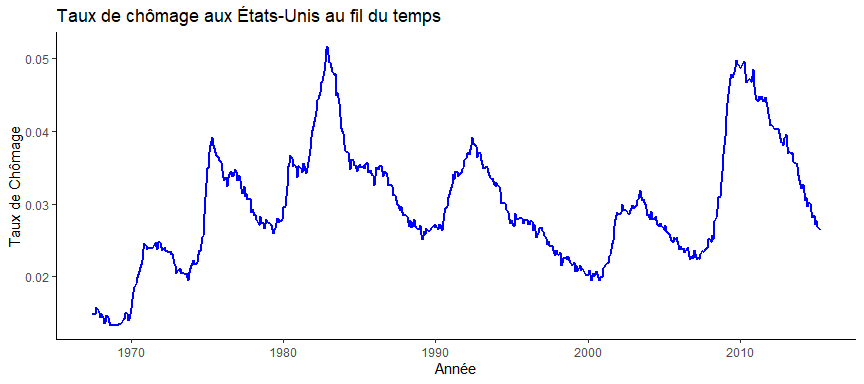 Taux de chômage aux États-Unis au fil du temps
Taux de Chômage
0.05
0.04
0.03
0.02
1970 1980 1990 2000 2010
Année